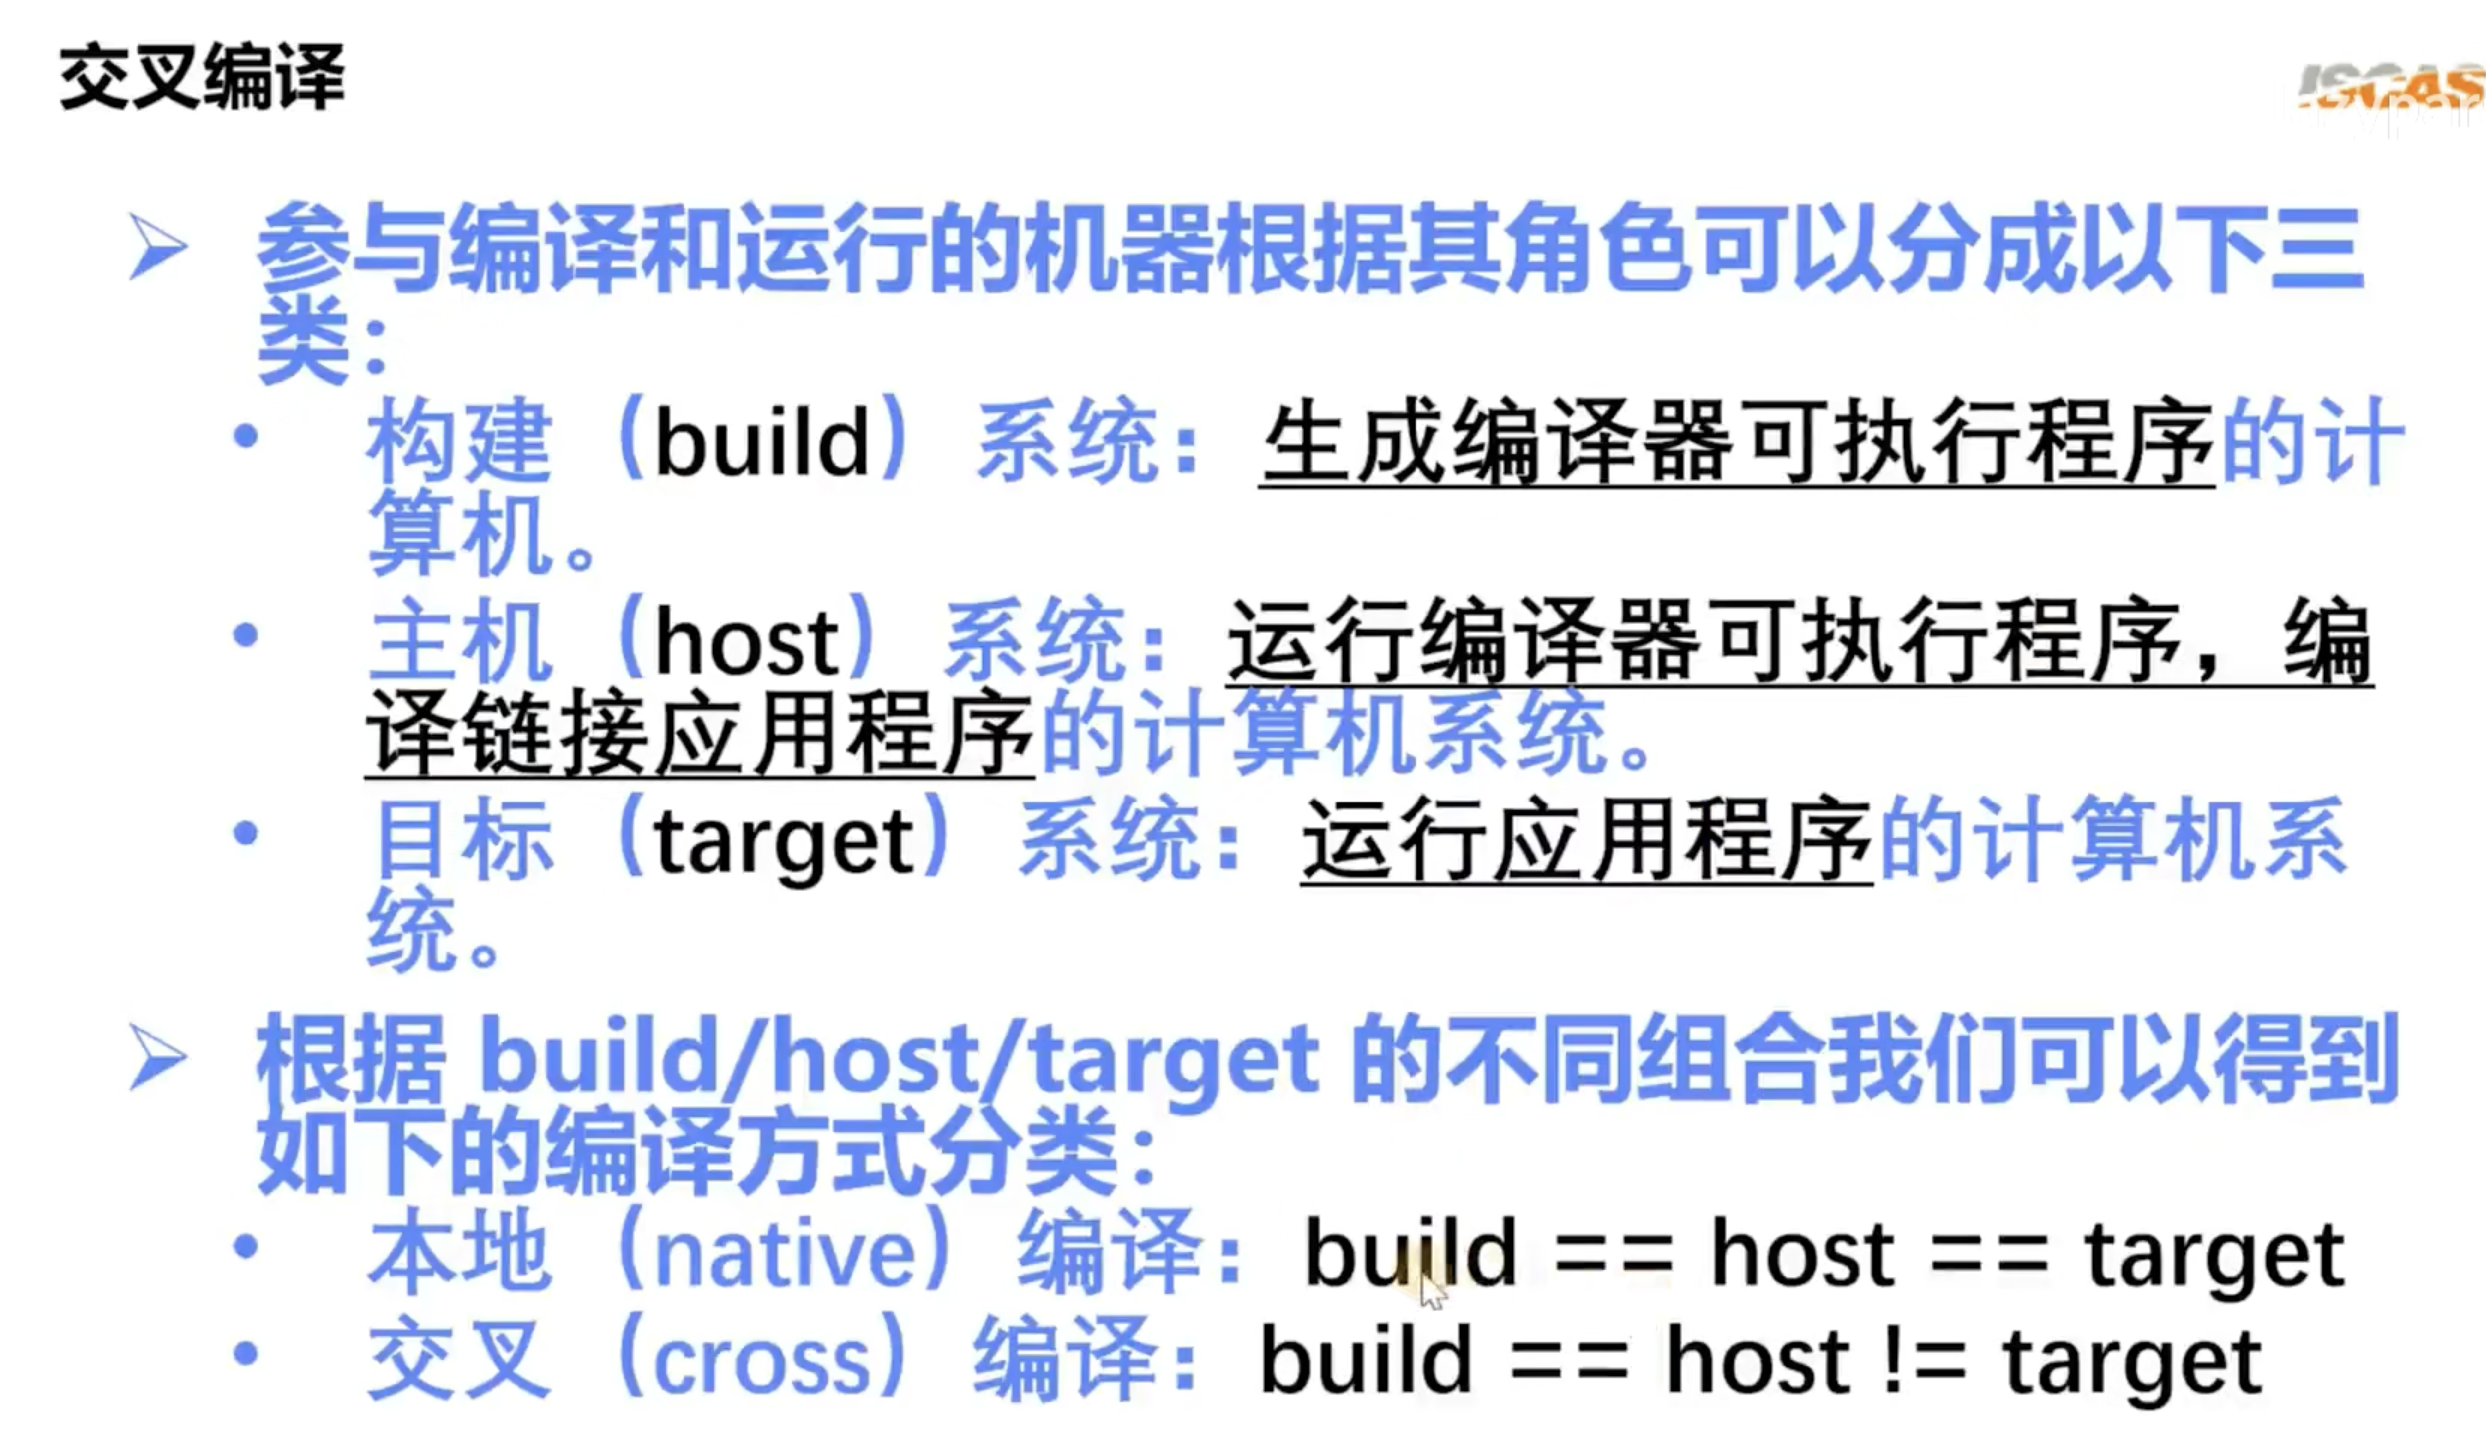 交叉编译
ISCAS
➢ 参与编译和运行的机器根据其角色可以分成以下三
类：
• 构建（build）系统：生成编译器可执行程序的计
算机。
• 主机（host）系统：运行编译器可执行程序，编
译链接应用程序的计算机系统。
• 目标（target）系统：运行应用程序的计算机系
统。
➢ 根据 build/host/target 的不同组合我们可以得到
如下的编译方式分类：
• 本地（native）编译：build == host == target
• 交叉（cross）编译：build == host != target